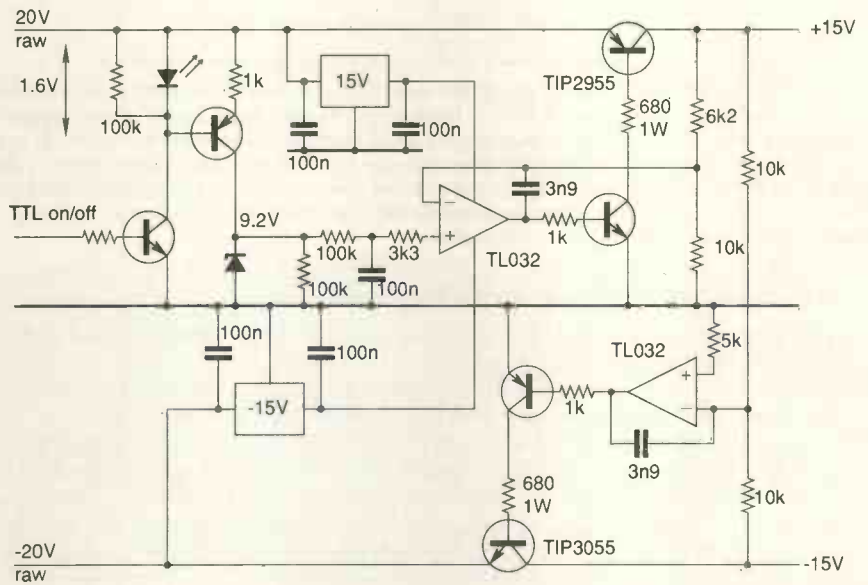 20V
raw
+15V
1.6V
1k
15V
TIP2955
680
1W
6k2
100k
100n
100n
10k
3n9
TTL on/off
9.2V
1k
10k
100k
3k3
TL032
100k
100n
100n
100n
5k
TL032
-15V
1k
3n9
680
1W
10k
-20V
raw
TIP3055
-15V